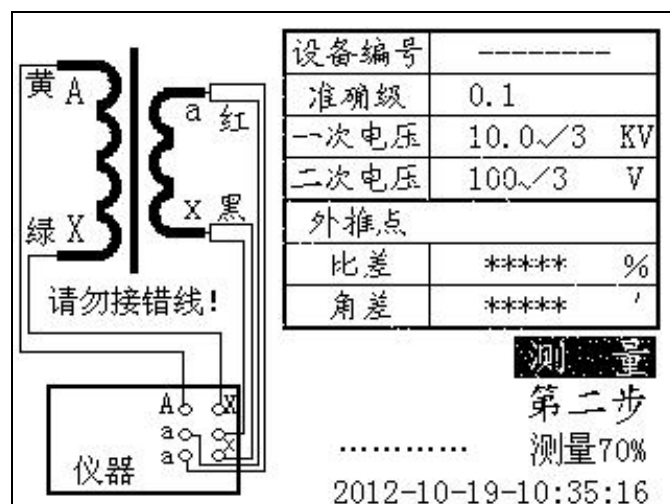 黄 A
a 红
X 黑
绿 X
请勿接错线!
A X
a
a X
仪器
设备编号 --------
准确级 0.1
一次电压 10.0√/3 KV
二次电压 100√/3 V
外推点
比差 ***** %
角差 ***** ′
测 量
第二步
………… 测量70%
2012-10-19-10:35:16